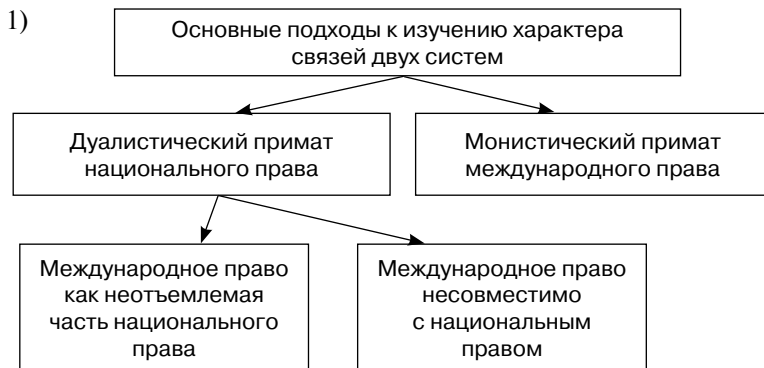 1)
Основные подходы к изучению характера
связей двух систем
Дуалистический примат
национального права
Монистический примат
международного права
Международное право
как неотъемлемая
часть национального
права
Международное право
несовместимо
с национальным
правом